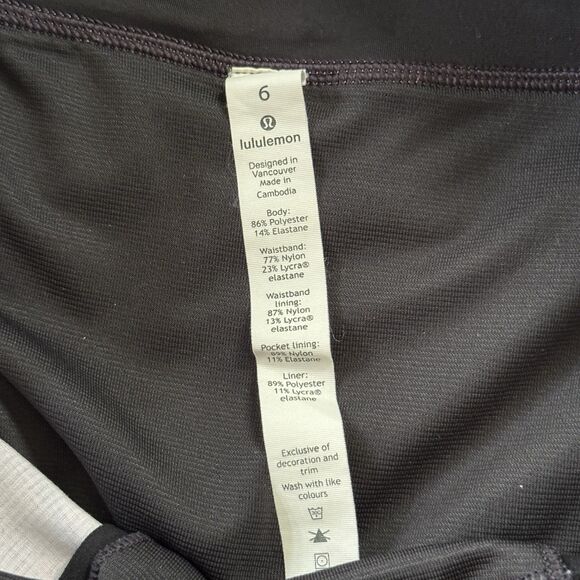 6
lululemon
Designed in
Vancouver
Made in
Cambodia
Body:
86% Polyester
14% Elastane
Waistband:
77% Nylon
23% Lycra®
elastane
Waistband
lining:
87% Nylon
13% Lycra®
elastane
Pocket lining:
89% Nylon
11% Elastane
Liner:
89% Polyester
11% Lycra®
elastane
Exclusive of
decoration and
trim
Wash with like
colours